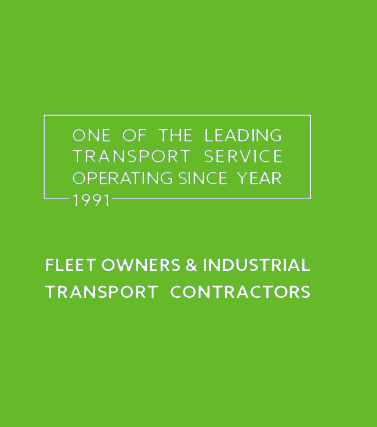 ONE OF THE LEADING
TRANSPORT SERVICE
OPERATING SINCE YEAR
1991
FLEET OWNERS & INDUSTRIAL
TRANSPORT CONTRACTORS